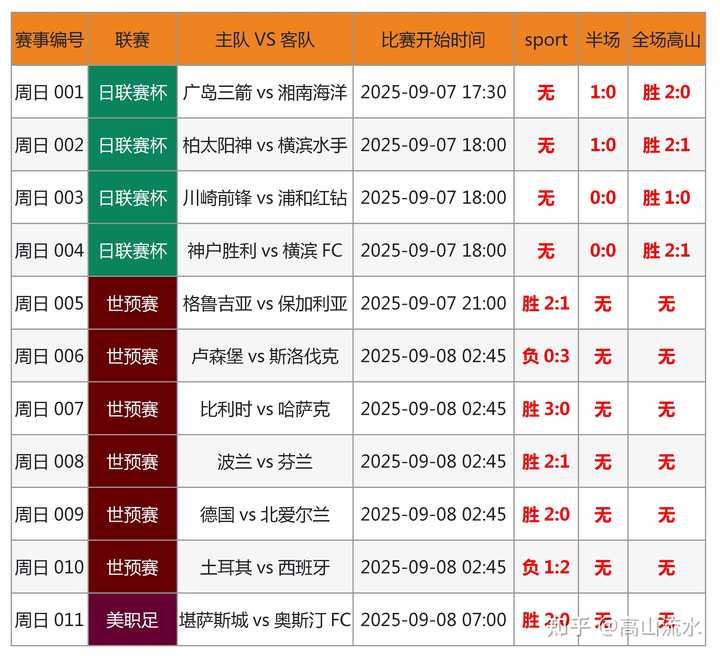 赛事编号 联赛 主队 VS 客队 比赛开始时间 sport 半场 全场高山
周日 001 日联赛杯 广岛三箭 vs 湘南海洋 2025-09-07 17:30 无 1:0 胜 2:0
周日 002 日联赛杯 柏太阳神 vs 横滨水手 2025-09-07 18:00 无 1:0 胜 2:1
周日 003 日联赛杯 川崎前锋 vs 浦和红钻 2025-09-07 18:00 无 0:0 胜 1:0
周日 004 日联赛杯 神户胜利 vs 横滨 FC 2025-09-07 18:00 无 0:0 胜 2:1
周日 005 世预赛 格鲁吉亚 vs 保加利亚 2025-09-07 21:00 胜 2:1 无 无
周日 006 世预赛 卢森堡 vs 斯洛伐克 2025-09-08 02:45 负 0:3 无 无
周日 007 世预赛 比利时 vs 哈萨克 2025-09-08 02:45 胜 3:0 无 无
周日 008 世预赛 波兰 vs 芬兰 2025-09-08 02:45 胜 2:1 无 无
周日 009 世预赛 德国 vs 北爱尔兰 2025-09-08 02:45 胜 2:0 无 无
周日 010 世预赛 土耳其 vs 西班牙 2025-09-08 02:45 负 1:2 无 无
周日 011 美职足 堪萨斯城 vs 奥斯汀 FC 2025-09-08 07:00 胜 2:0 无 无
知乎 @高山流水